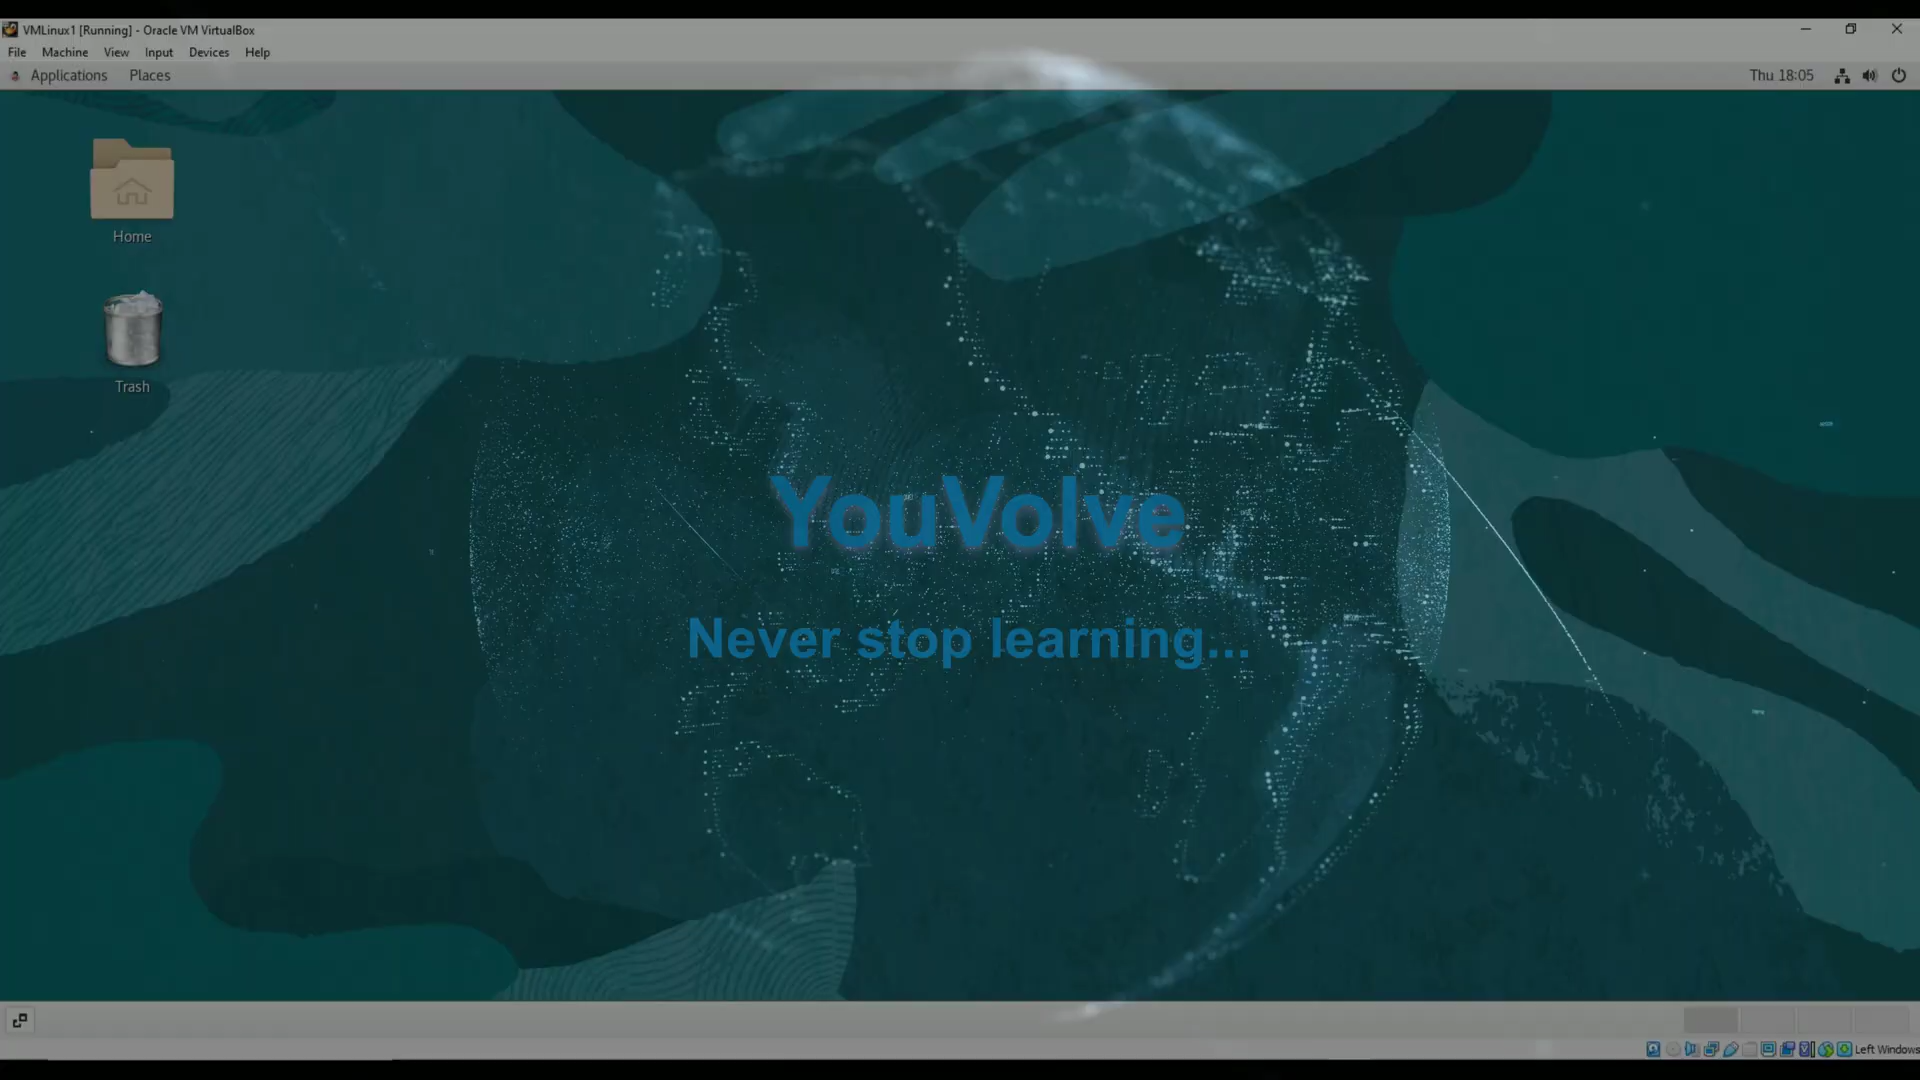 VMLinux1 [Running] - Oracle VM VirtualBox
File Machine View Input Devices Help
Applications Places
Thu 18:05
Home
Trash
YouVolve
Never stop learning...
Left Windows